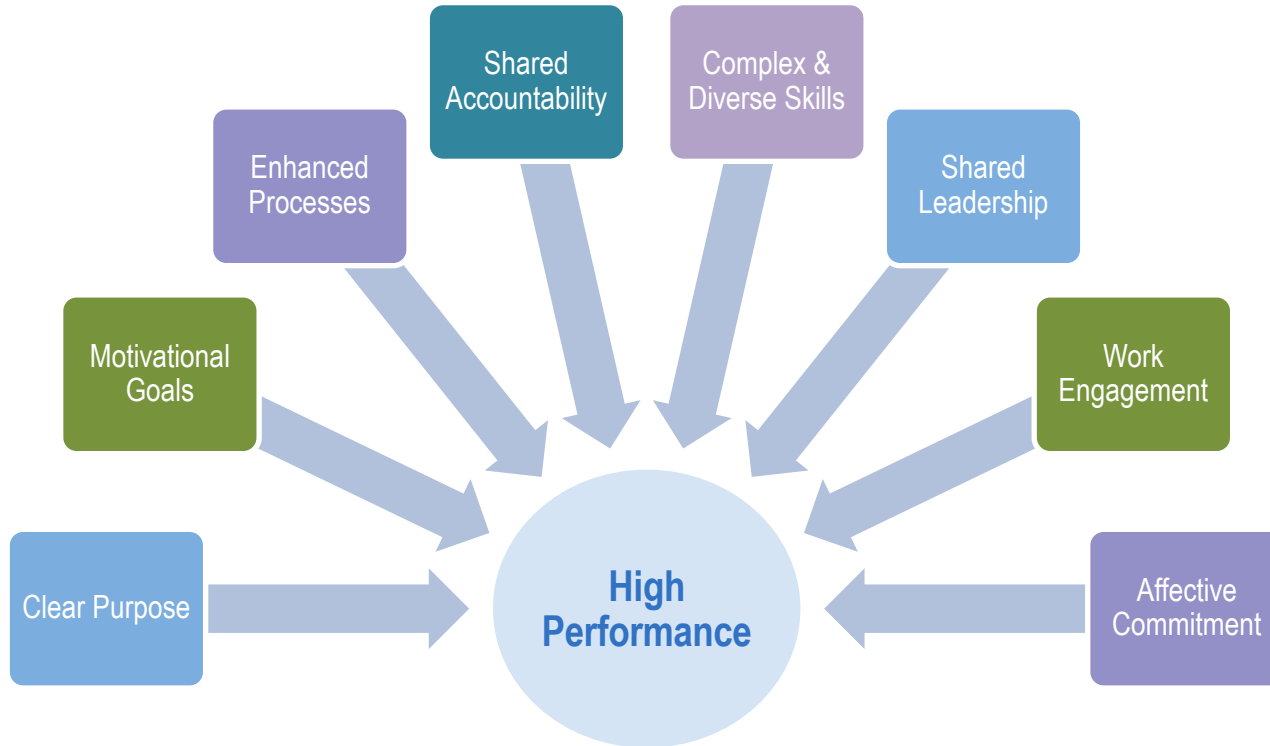 Shared
Accountability
Complex &
Diverse Skills
Enhanced
Processes
Shared
Leadership
Motivational
Goals
Work
Engagement
Clear Purpose
High
Performance
Affective
Commitment